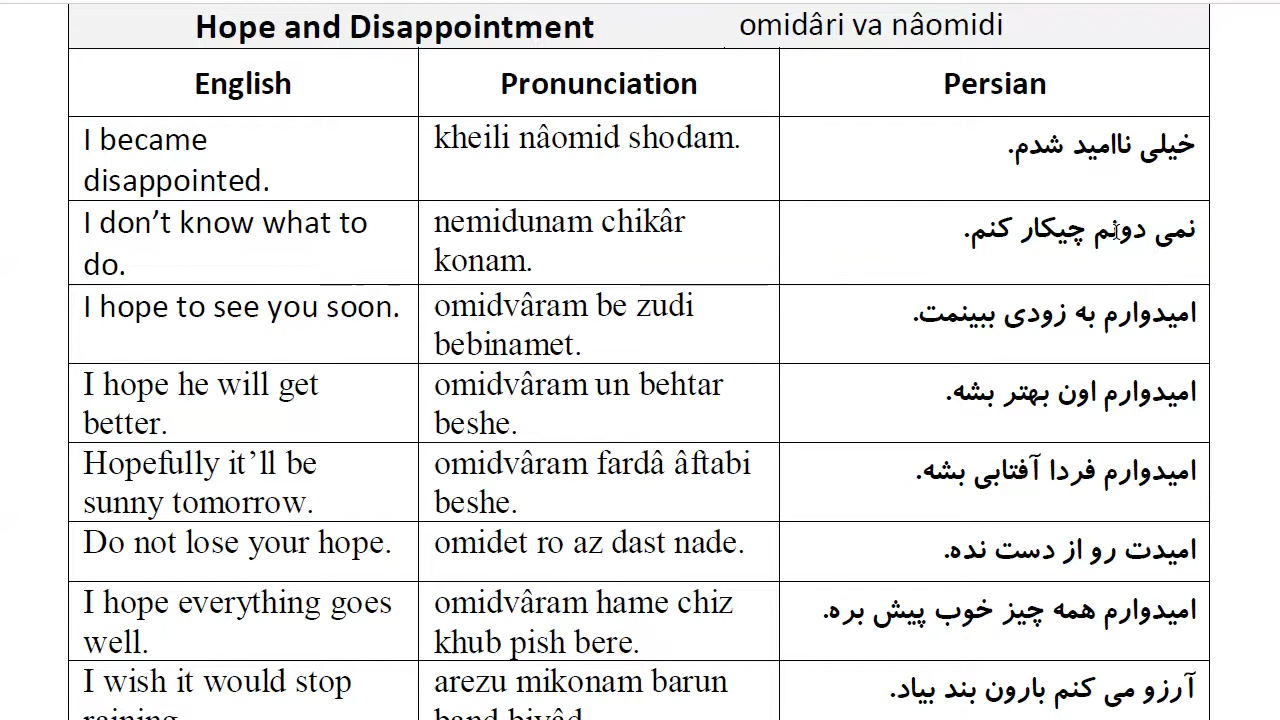 Hope and Disappointment omidâri va nâomidi
English Pronunciation Persian
I became
disappointed.
kheili nâomid shodam.
خیلی ناامید شدم.
I don’t know what to
do.
nemidunam chikâr
konam.
نمی دونم چیکار کنم.
I hope to see you soon.
omidvâram be zudi
bebinamet.
امیدوارم به زودی ببینمت.
I hope he will get
better.
omidvâram un behtar
beshe.
امیدوارم اون بهتر بشه.
Hopefully it’ll be
sunny tomorrow.
omidvâram fardâ âftabi
beshe.
امیدوارم فردا آفتابی بشه.
Do not lose your hope.
omidet ro az dast nade.
امیدت رو از دست نده.
I hope everything goes
well.
omidvâram hame chiz
khub pish bere.
امیدوارم همه چیز خوب پیش بره.
I wish it would stop
raining
arezu mikonam barun
band biyâd
آرزو می کنم بارون بند بیاد.